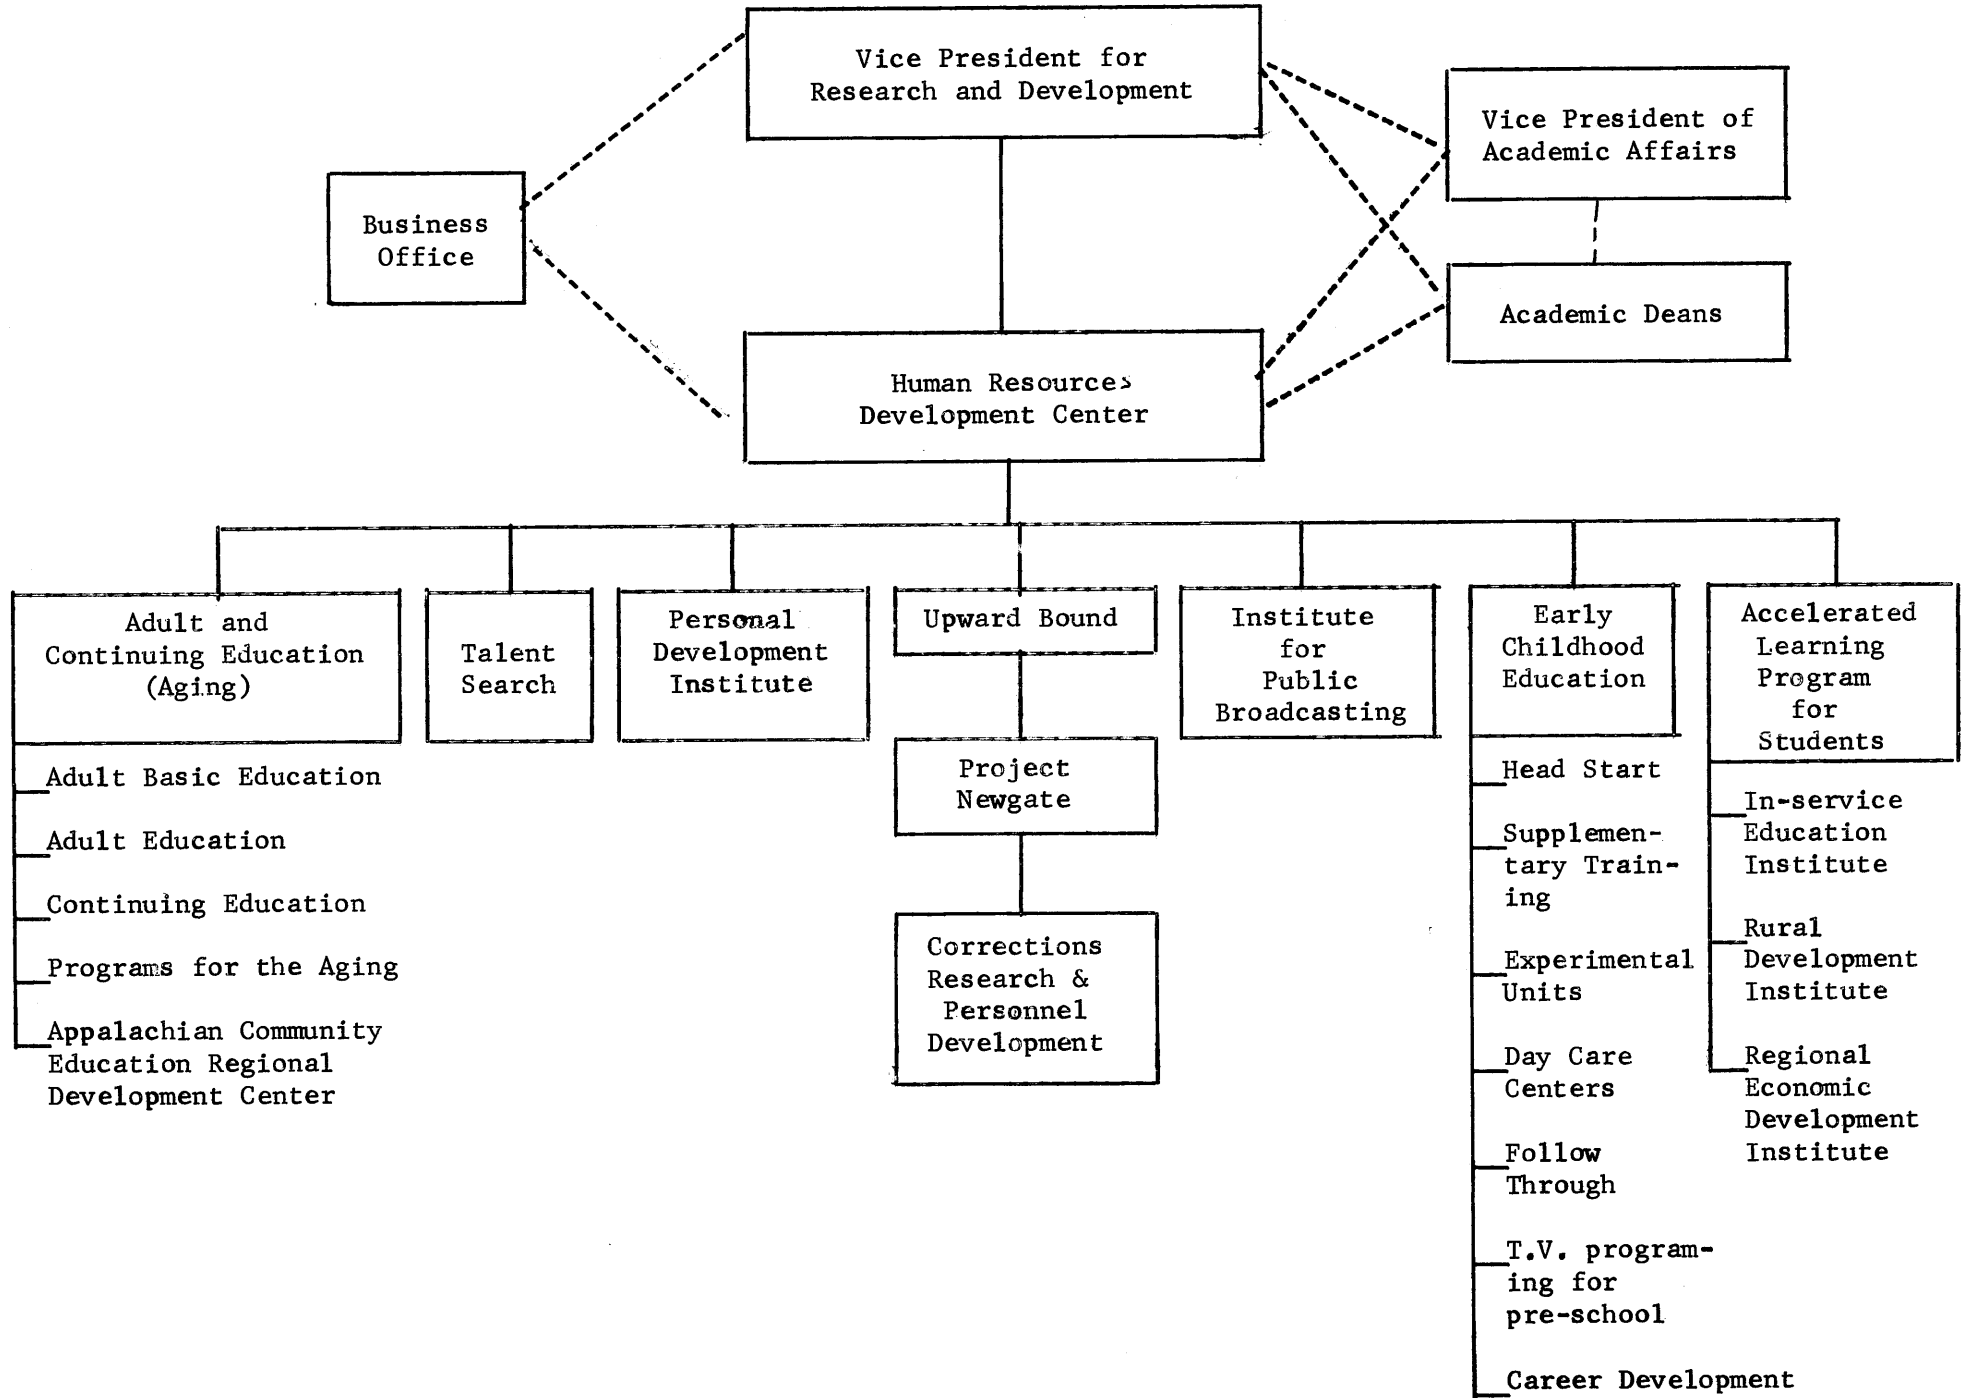 Vice President for
Research and Development
Vice President of
Academic Affairs
Business
Office
Academic Deans
Human Resources
Development Center
Adult and
Continuing Education
(Aging)
Adult Basic Education
Adult Education
Continuing Education
Programs for the Aging
Appalachian Community
Education Regional
Development Center
Talent
Search
Personal
Development
Institute
Upward Bound
Project
Newgate
Corrections
Research &
Personnel
Development
Institute
for
Public
Broadcasting
Early
Childhood
Education
Head Start
Supplemen-
tary Train-
ing
Experimental
Units
Day Care
Centers
Follow
Through
T.V. program-
ing for
pre-school
Career Development
Accelerated
Learning
Program
for
Students
In-service
Education
Institute
Rural
Development
Institute
Regional
Economic
Development
Institute